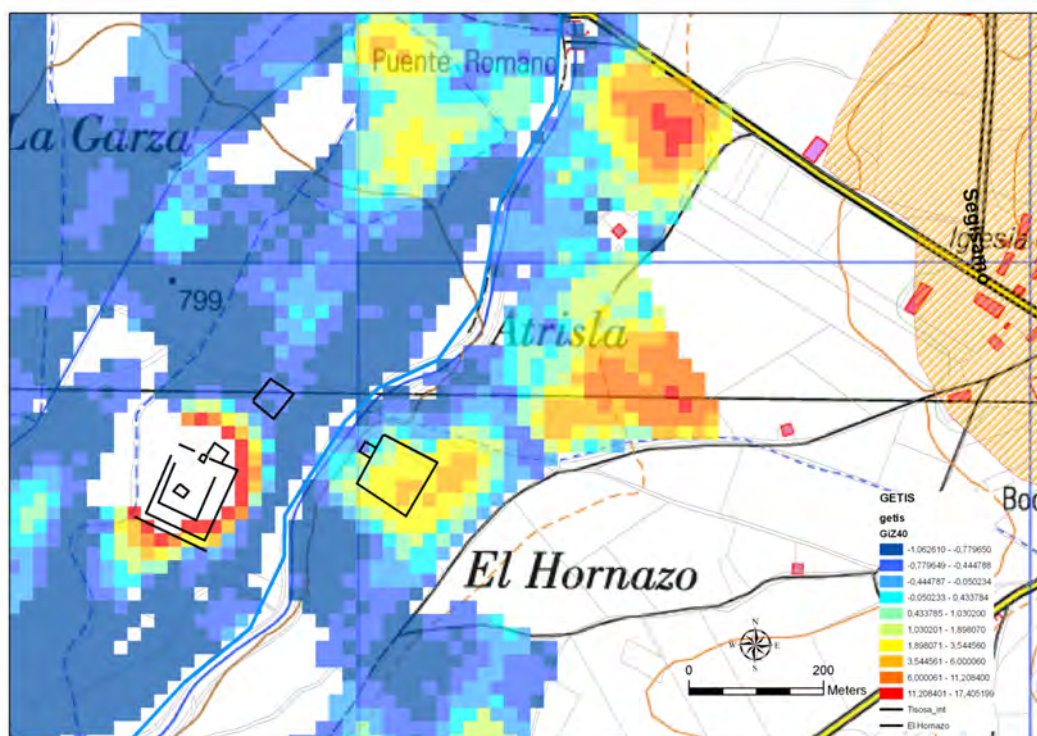 Puente Romano
La Garza
Segisamo
Iglesia
799
Atrisla
El Hornazo
Boc
GETIS
getis
GiZ40
-1,062610 - -0,779650
-0,779649 - -0,444788
-0,444787 - -0,050234
-0,050233 - 0,433784
0,433785 - 1,030200
1,030201 - 1,898070
1,898071 - 3,544560
3,544561 - 6,000060
6,000061 - 11,208400
11,208401 - 17,405199
Tisosa_int
El Hornazo
N
W E
S
0 200
Meters